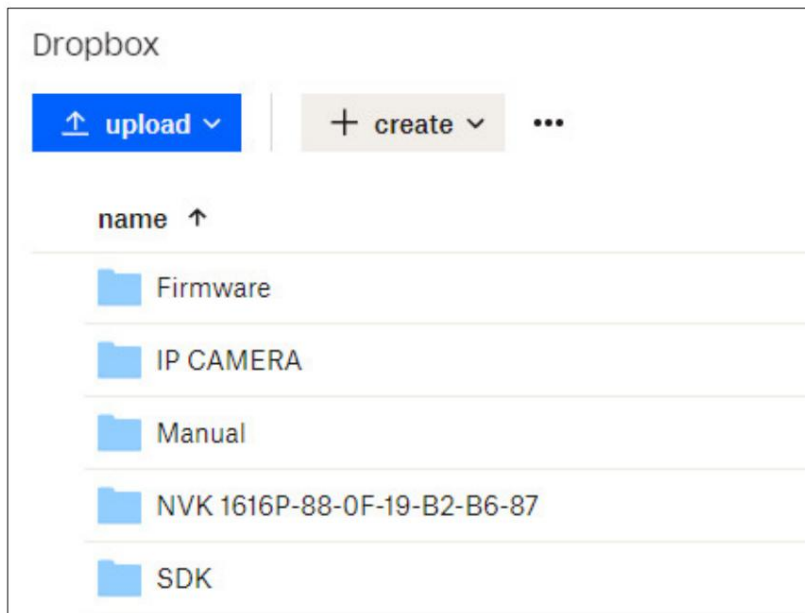 Dropbox
upload + create •••
name ↑
Firmware
IP CAMERA
Manual
NVK 1616P-88-0F-19-B2-B6-87
SDK